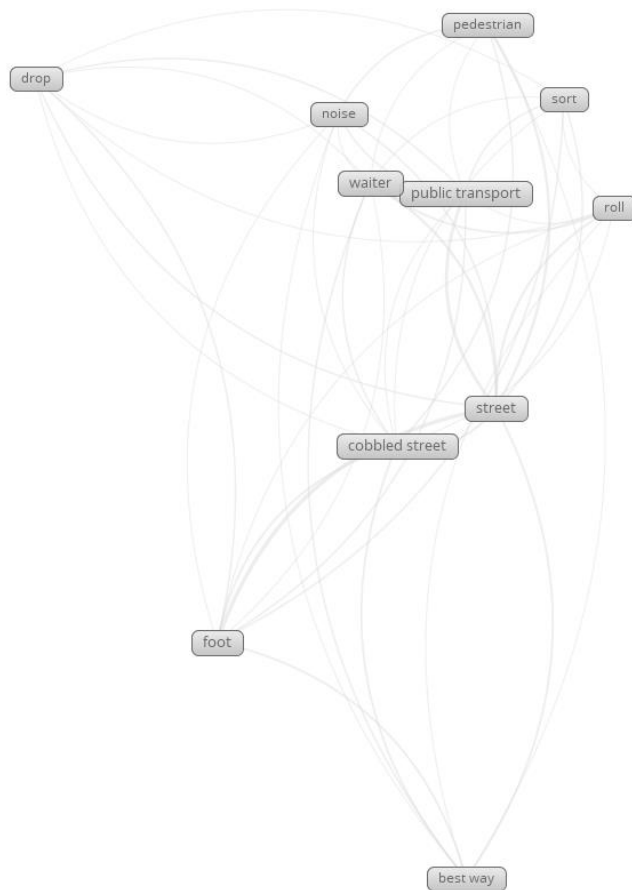 pedestrian
drop
sort
noise
waiter
public transport
roll
street
cobbled street
foot
best way